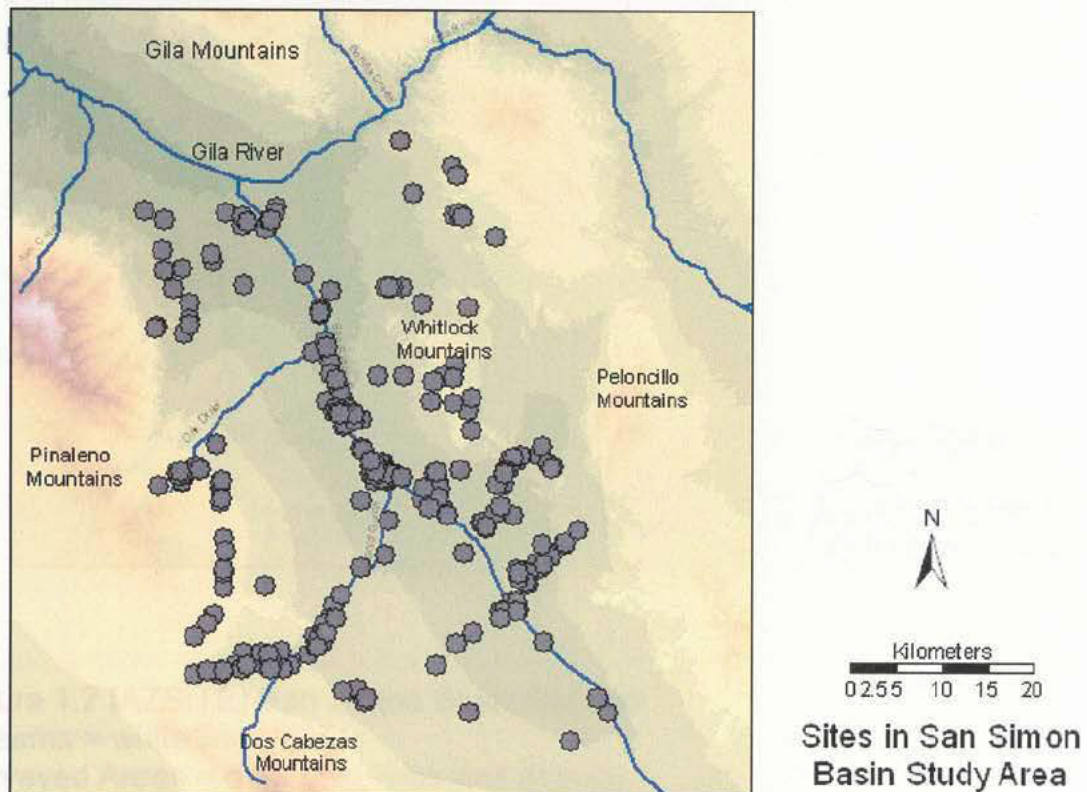 Gila Mountains
Gila River
Whitlock
Mountains
Peloncillo
Mountains
Pinaleno
Mountains
Dos Cabezas
Mountains
N
Kilometers
0 2.5 5 10 15 20
Sites in San Simon
Basin Study Area